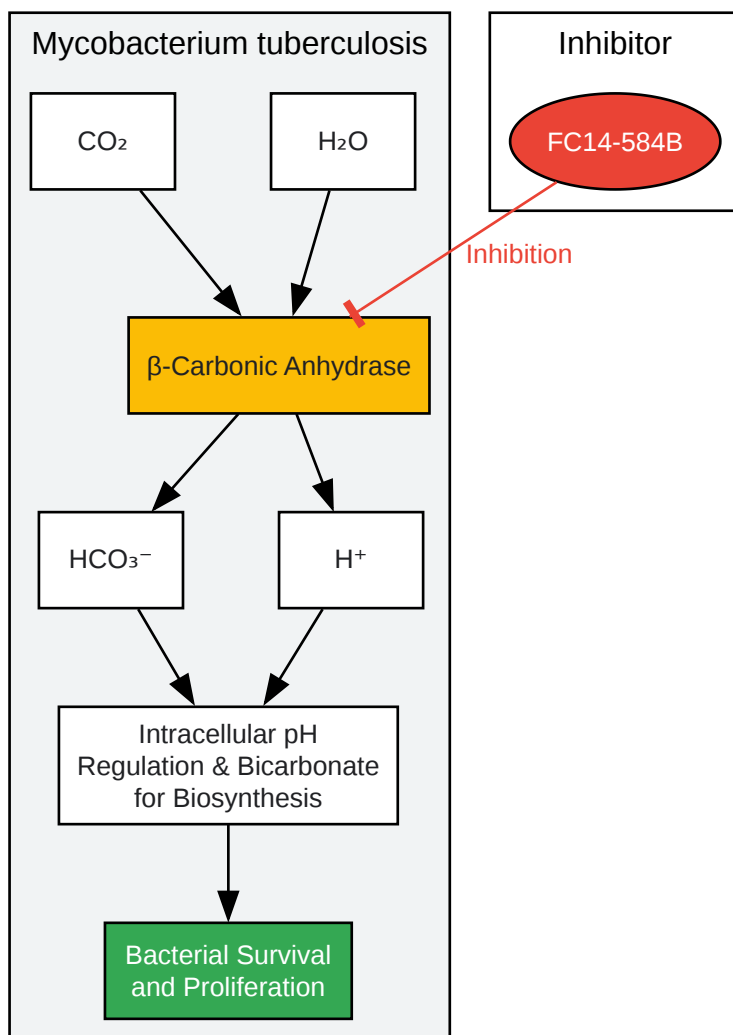 Mycobacterium tuberculosis
Inhibitor
CO₂
H₂O
FC14-584B
Inhibition
β-Carbonic Anhydrase
HCO₃⁻
H⁺
Intracellular pH
Regulation & Bicarbonate
for Biosynthesis
Bacterial Survival
and Proliferation